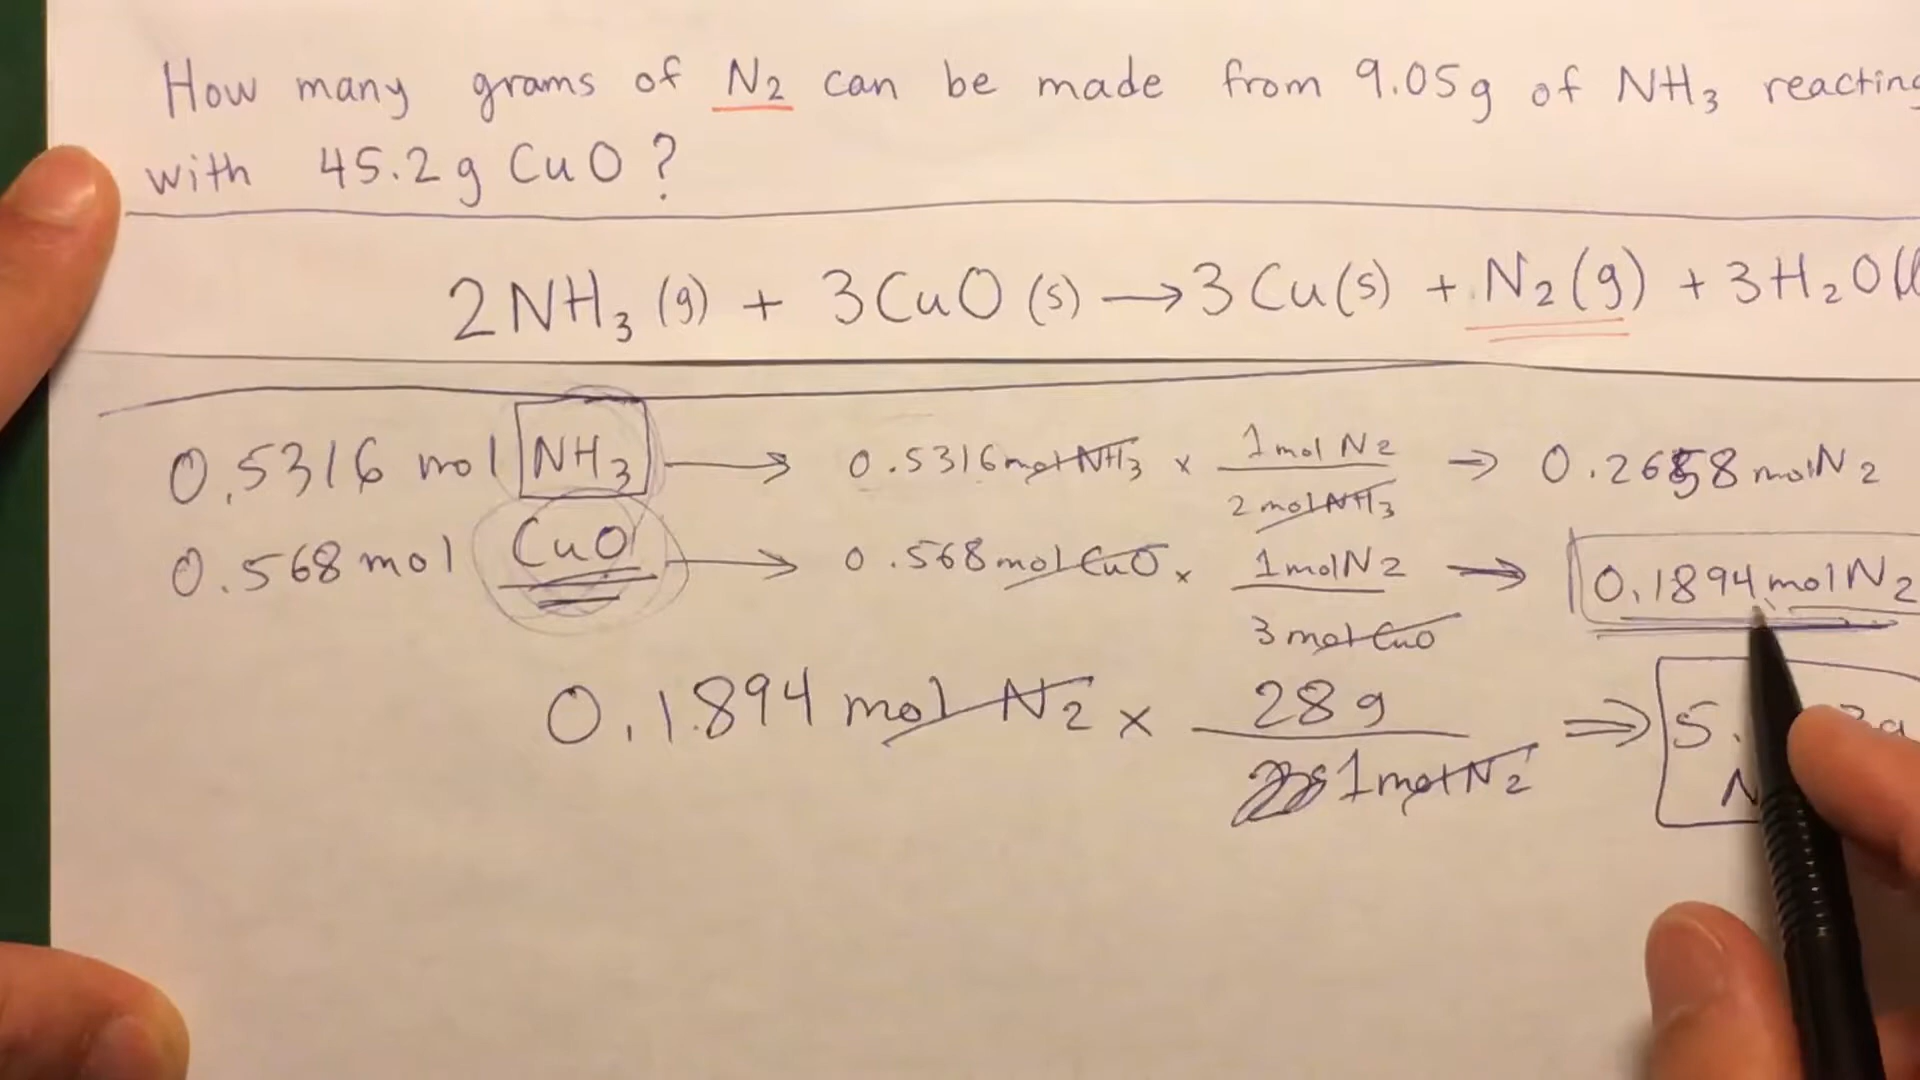 How many grams of N2 can be made from 9.05g of NH3 reacting
with 45.2g CuO?
2NH3(g) + 3CuO(s) → 3Cu(s) + N2(g) + 3H2O(l
0.5316 mol NH3 → 0.5316 mol NH3 x 1 mol N2 / 2 mol NH3 → 0.2658 mol N2
0.568 mol CuO → 0.568 mol CuO x 1 mol N2 / 3 mol CuO → 0.1894 mol N2
0.1894 mol N2 x 28g / 1 mol N2 ⇒ 5.
N